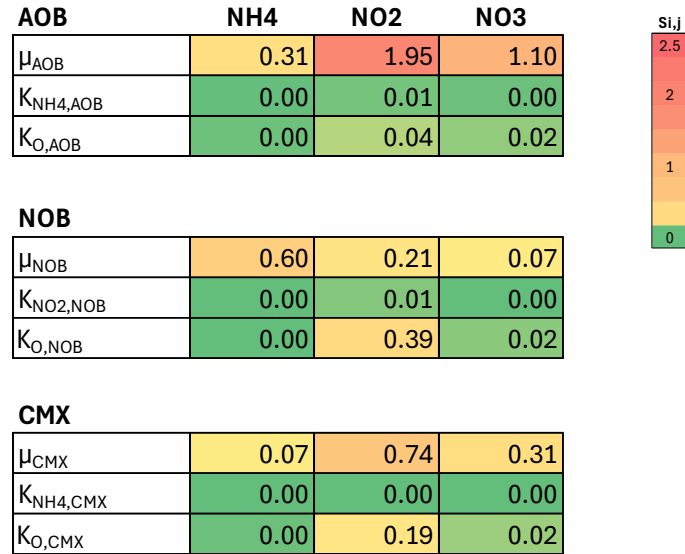 AOB NH4 NO2 NO3
μAOB 0.31 1.95 1.10
KNH4,AOB 0.00 0.01 0.00
KO,AOB 0.00 0.04 0.02
NOB
μNOB 0.60 0.21 0.07
KNO2,NOB 0.00 0.01 0.00
KO,NOB 0.00 0.39 0.02
CMX
μCMX 0.07 0.74 0.31
KNH4,CMX 0.00 0.00 0.00
KO,CMX 0.00 0.19 0.02
Si,j
2.5
2
1
0